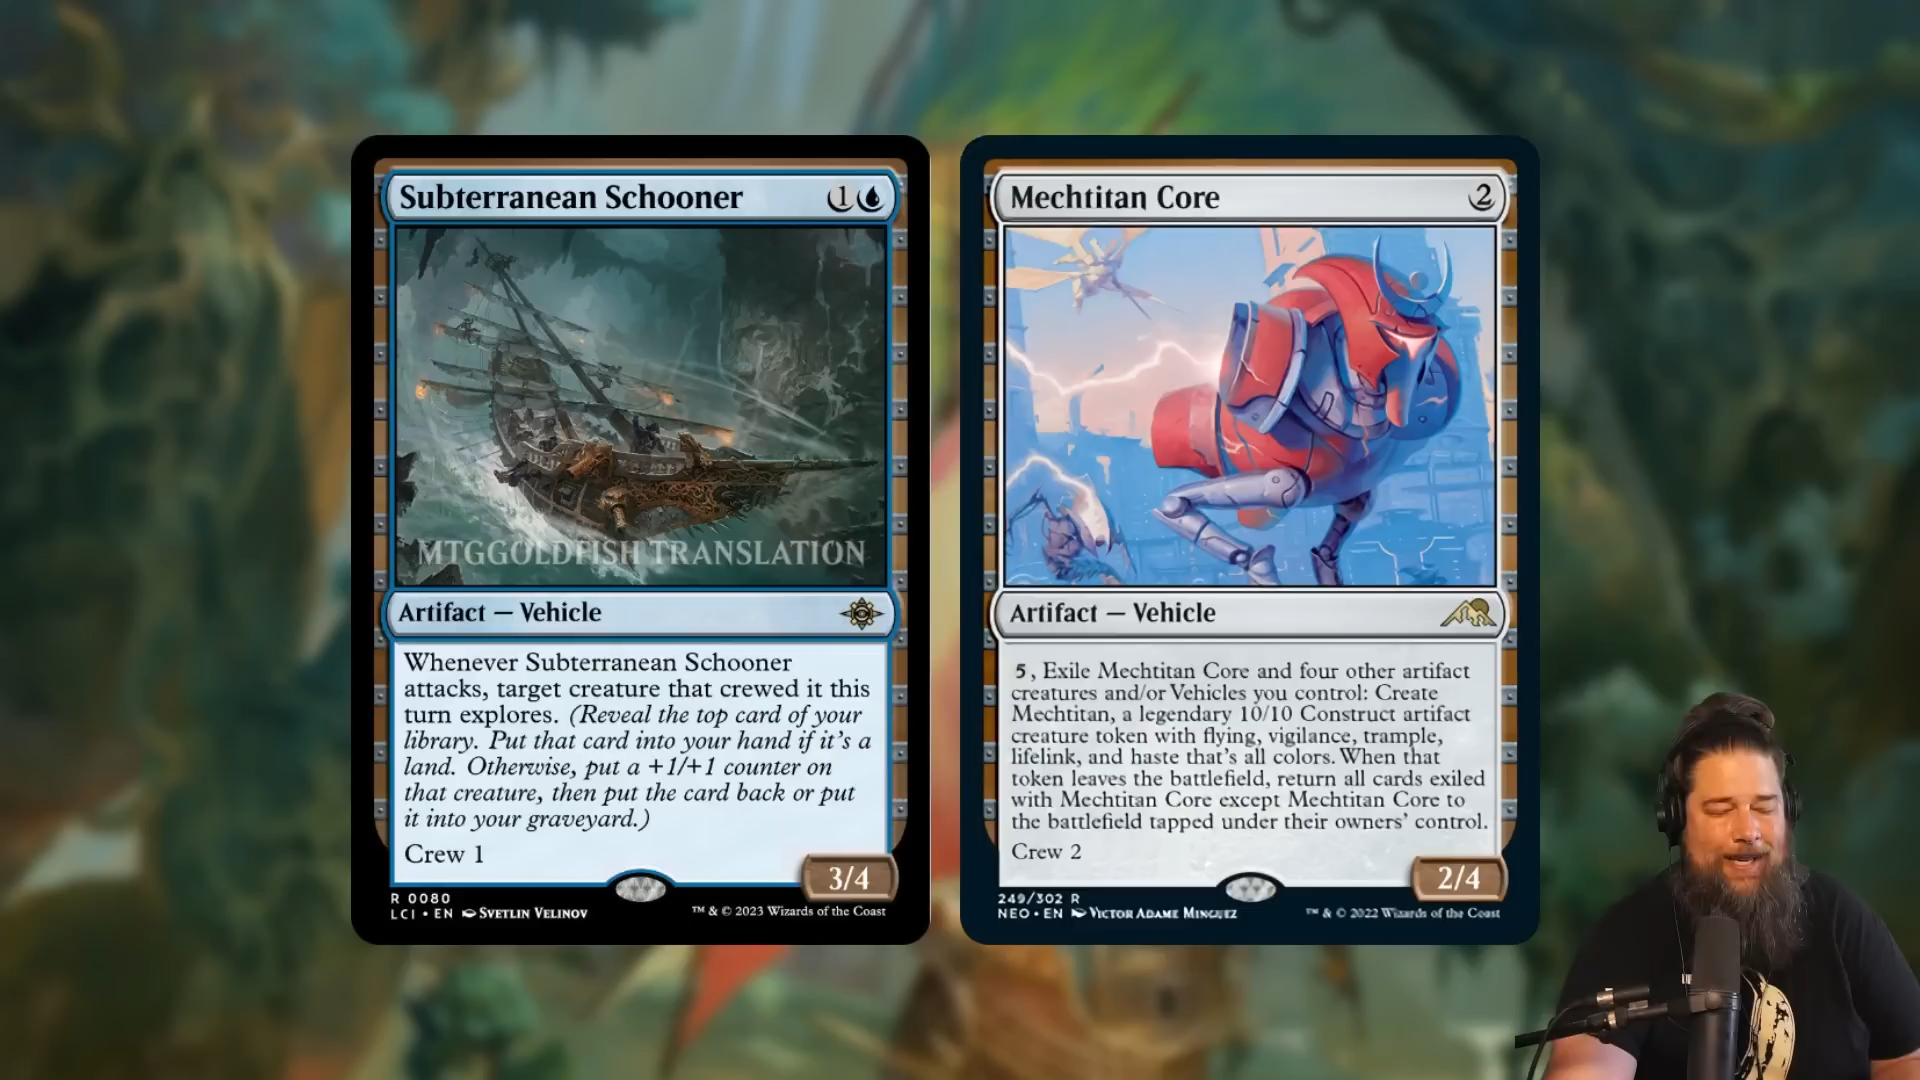 Subterranean Schooner 1
MTGGOLDFISH TRANSLATION
Artifact — Vehicle
Whenever Subterranean Schooner
attacks, target creature that crewed it this
turn explores. (Reveal the top card of your
library. Put that card into your hand if it's a
land. Otherwise, put a +1/+1 counter on
that creature, then put the card back or put
it into your graveyard.)
Crew 1
3/4
R 0080
LCI • EN Svetlin Velinov
™ & © 2023 Wizards of the Coast
Mechtitan Core 2
Artifact — Vehicle
5, Exile Mechtitan Core and four other artifact
creatures and/or Vehicles you control: Create
Mechtitan, a legendary 10/10 Construct artifact
creature token with flying, vigilance, trample,
lifelink, and haste that's all colors. When that
token leaves the battlefield, return all cards exiled
with Mechtitan Core except Mechtitan Core to
the battlefield tapped under their owners' control.
Crew 2
2/4
249/302 R
NEO • EN Victor Adame Minguez
™ & © 2022 Wizards of the Coast